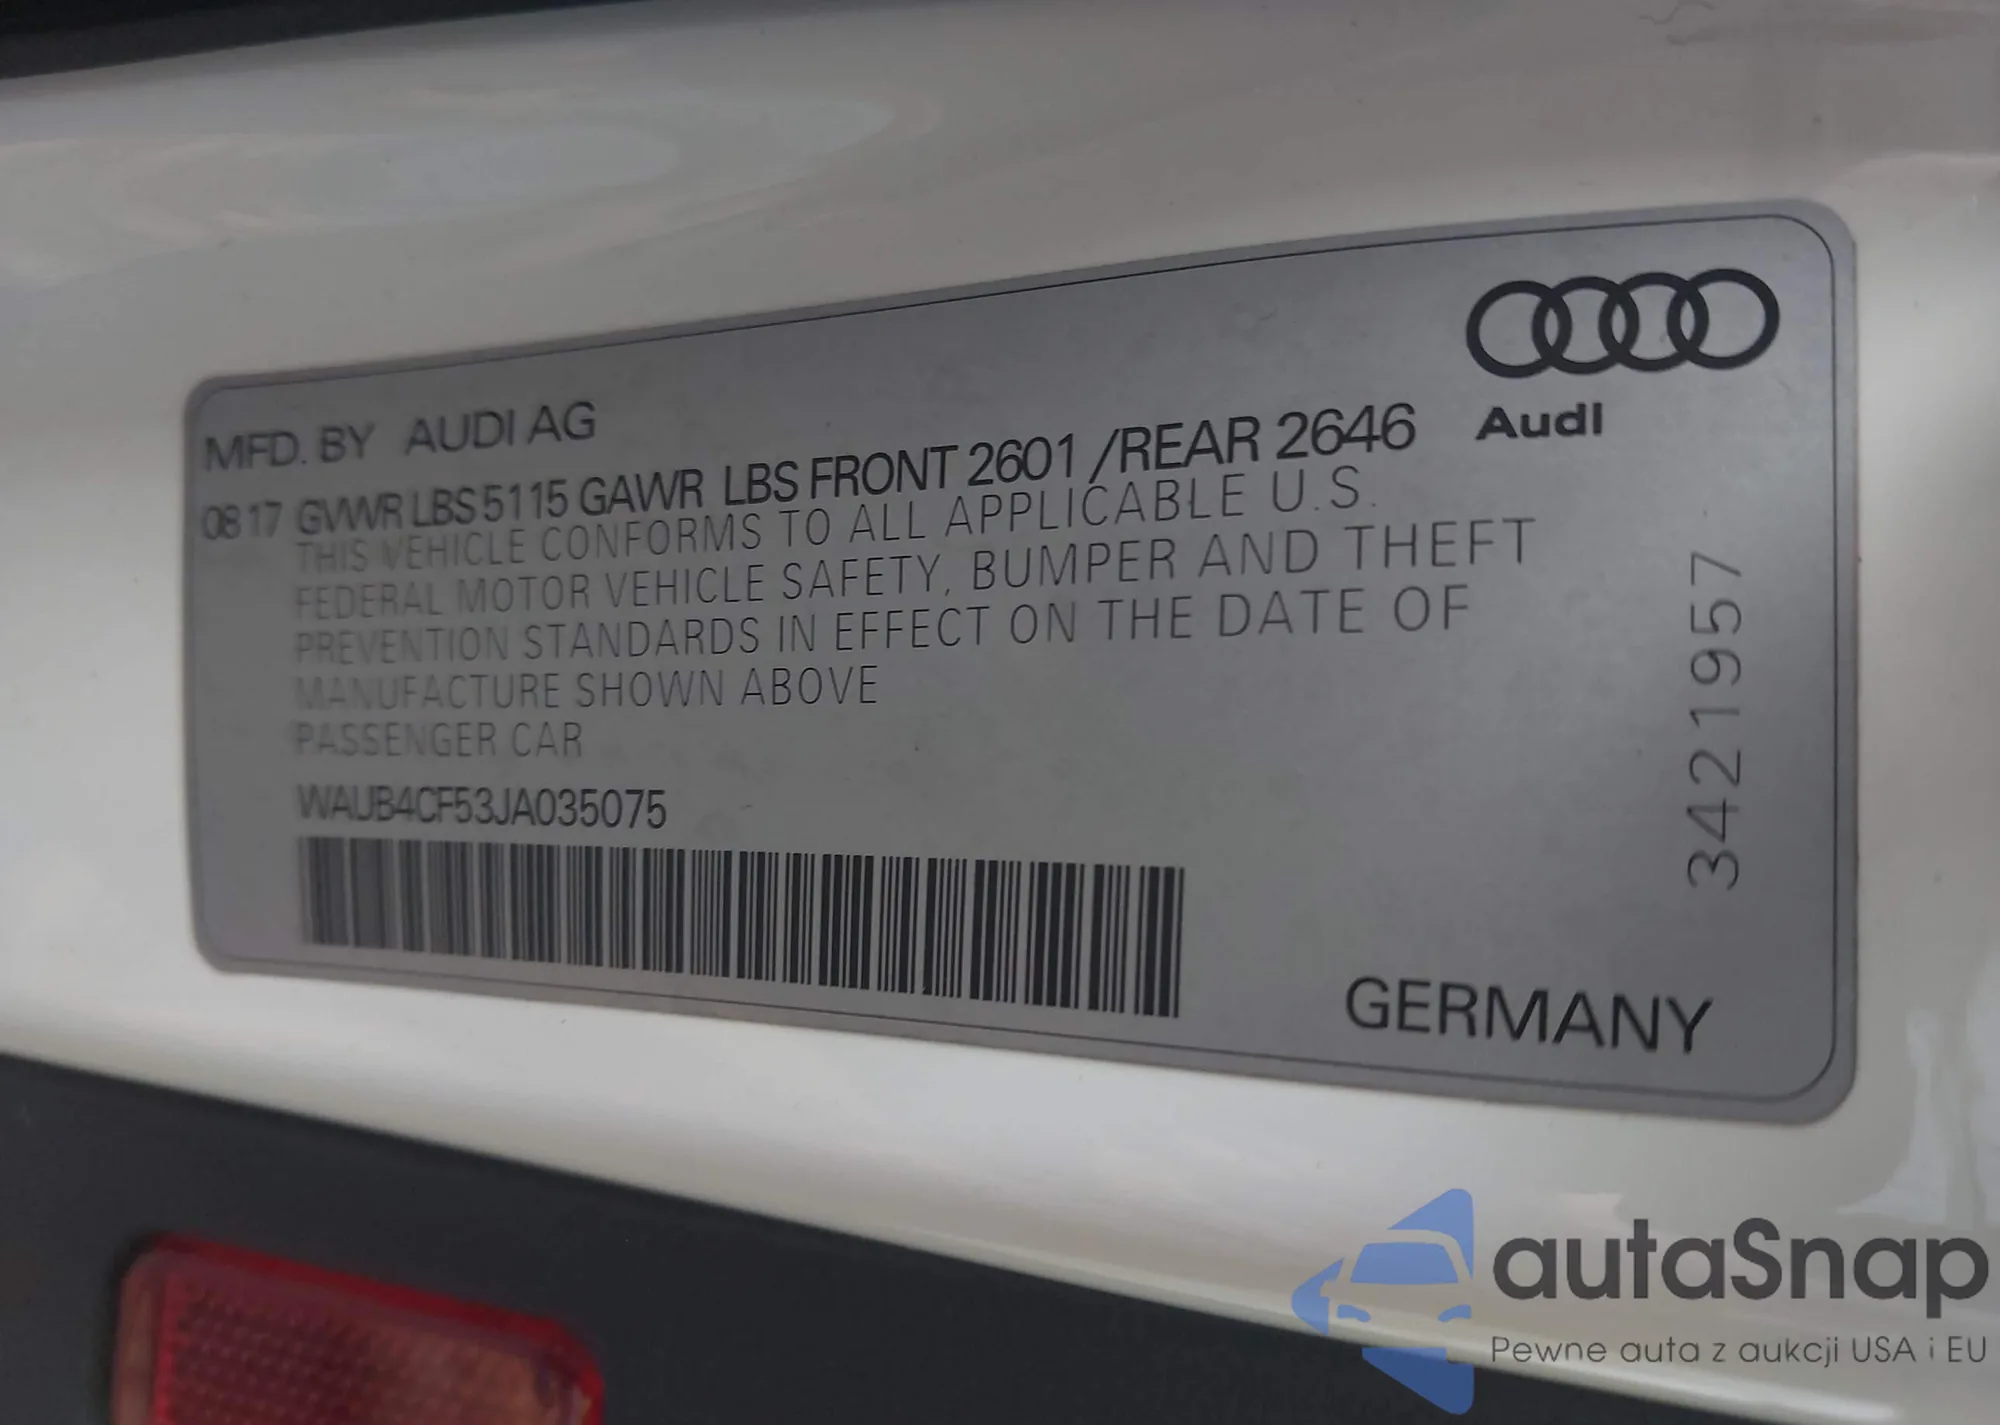 MFD. BY AUDI AG
0817 GVWR LBS 5115 GAWR LBS FRONT 2601 /REAR 2646
THIS VEHICLE CONFORMS TO ALL APPLICABLE U.S.
FEDERAL MOTOR VEHICLE SAFETY, BUMPER AND THEFT
PREVENTION STANDARDS IN EFFECT ON THE DATE OF
MANUFACTURE SHOWN ABOVE
PASSENGER CAR
WAUB4CF53JA035075
Audi
3421957
GERMANY
autaSnap
Pewne auta z aukcji USA i EU